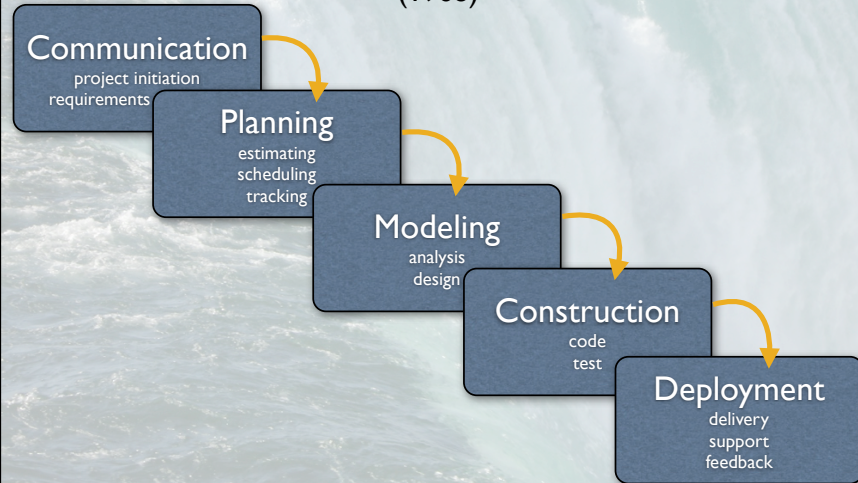 Communication
project initiation
requirements
Planning
estimating
scheduling
tracking
Modeling
analysis
design
Construction
code
test
Deployment
delivery
support
feedback